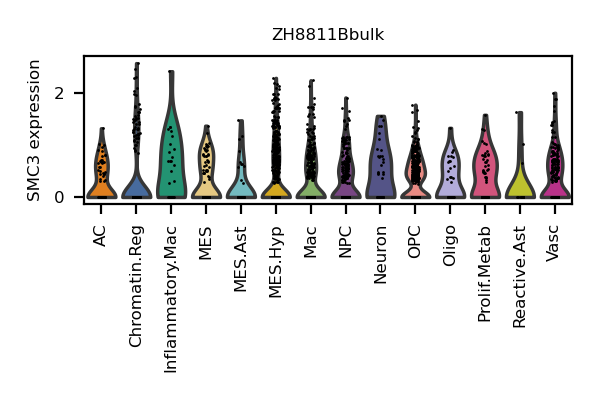 ZH8811Bbulk
SMC3 expression
2
0
AC
Chromatin.Reg
Inflammatory.Mac
MES
MES.Ast
MES.Hyp
Mac
NPC
Neuron
OPC
Oligo
Prolif.Metab
Reactive.Ast
Vasc